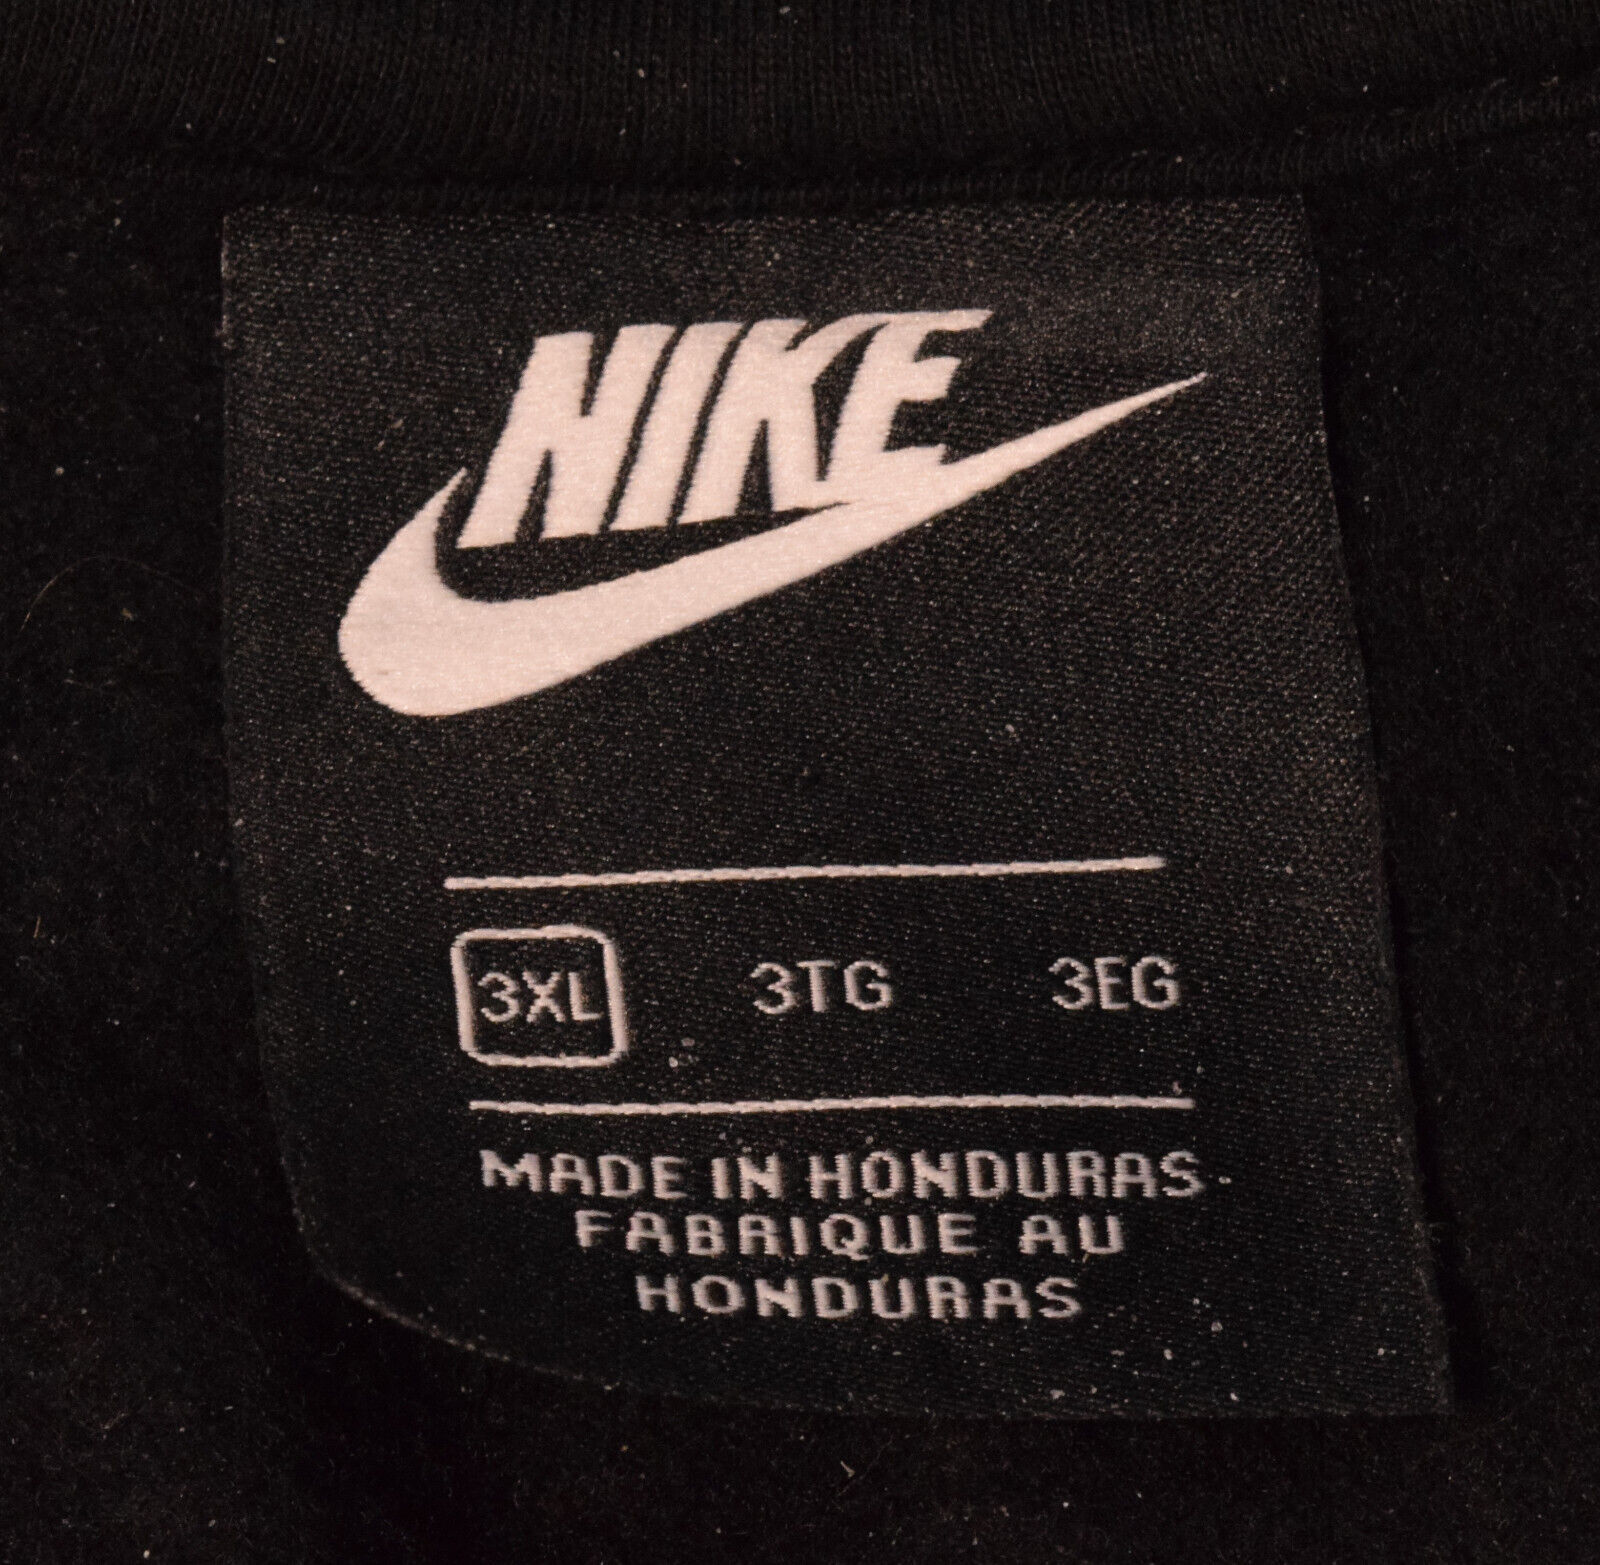 NIKE
3XL 3TG 3EG
MADE IN HONDURAS
FABRIQUE AU
HONDURAS